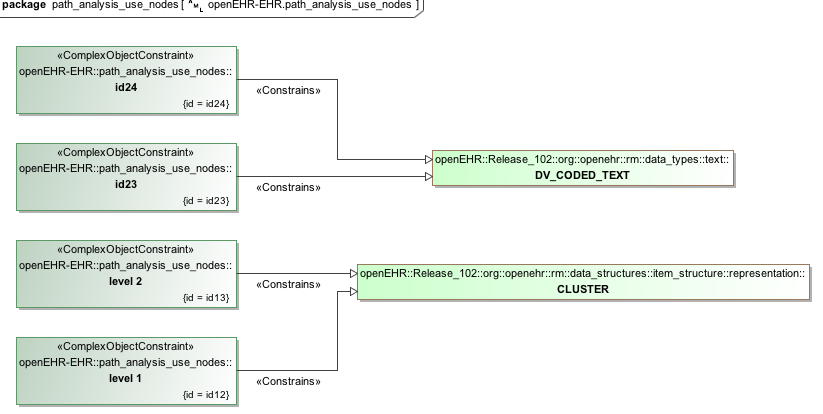 package path_analysis_use_nodes [ AML openEHR-EHR.path_analysis_use_nodes ]
«ComplexObjectConstraint»
openEHR-EHR::path_analysis_use_nodes::
id24
{id = id24}
«Constrains»
«ComplexObjectConstraint»
openEHR-EHR::path_analysis_use_nodes::
id23
{id = id23}
«Constrains»
openEHR::Release_102::org::openehr::rm::data_types::text::
DV_CODED_TEXT
«ComplexObjectConstraint»
openEHR-EHR::path_analysis_use_nodes::
level 2
{id = id13}
«Constrains»
openEHR::Release_102::org::openehr::rm::data_structures::item_structure::representation::
CLUSTER
«ComplexObjectConstraint»
openEHR-EHR::path_analysis_use_nodes::
level 1
{id = id12}
«Constrains»